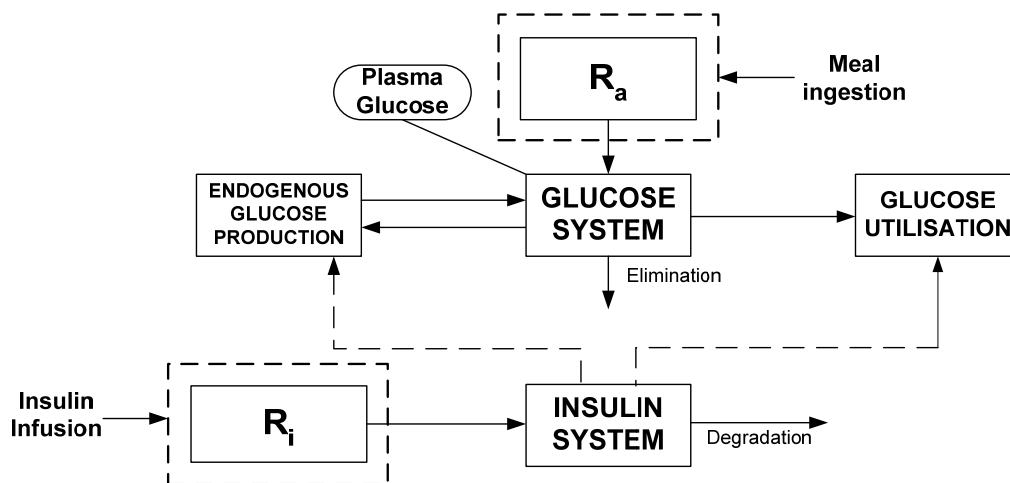 Plasma
Glucose
Ra
Meal
ingestion
ENDOGENOUS
GLUCOSE
PRODUCTION
GLUCOSE
SYSTEM
GLUCOSE
UTILISATION
Elimination
Insulin
Infusion
Ri
INSULIN
SYSTEM
Degradation